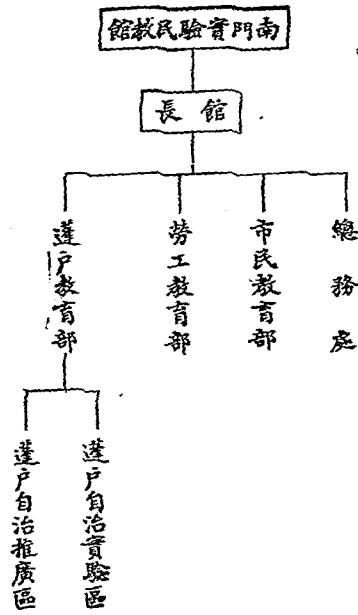 南門實驗民教館
館長
總務處
市民教育部
勞工教育部
蓬戶教育部
蓬戶自治實驗區
蓬戶自治推廣區